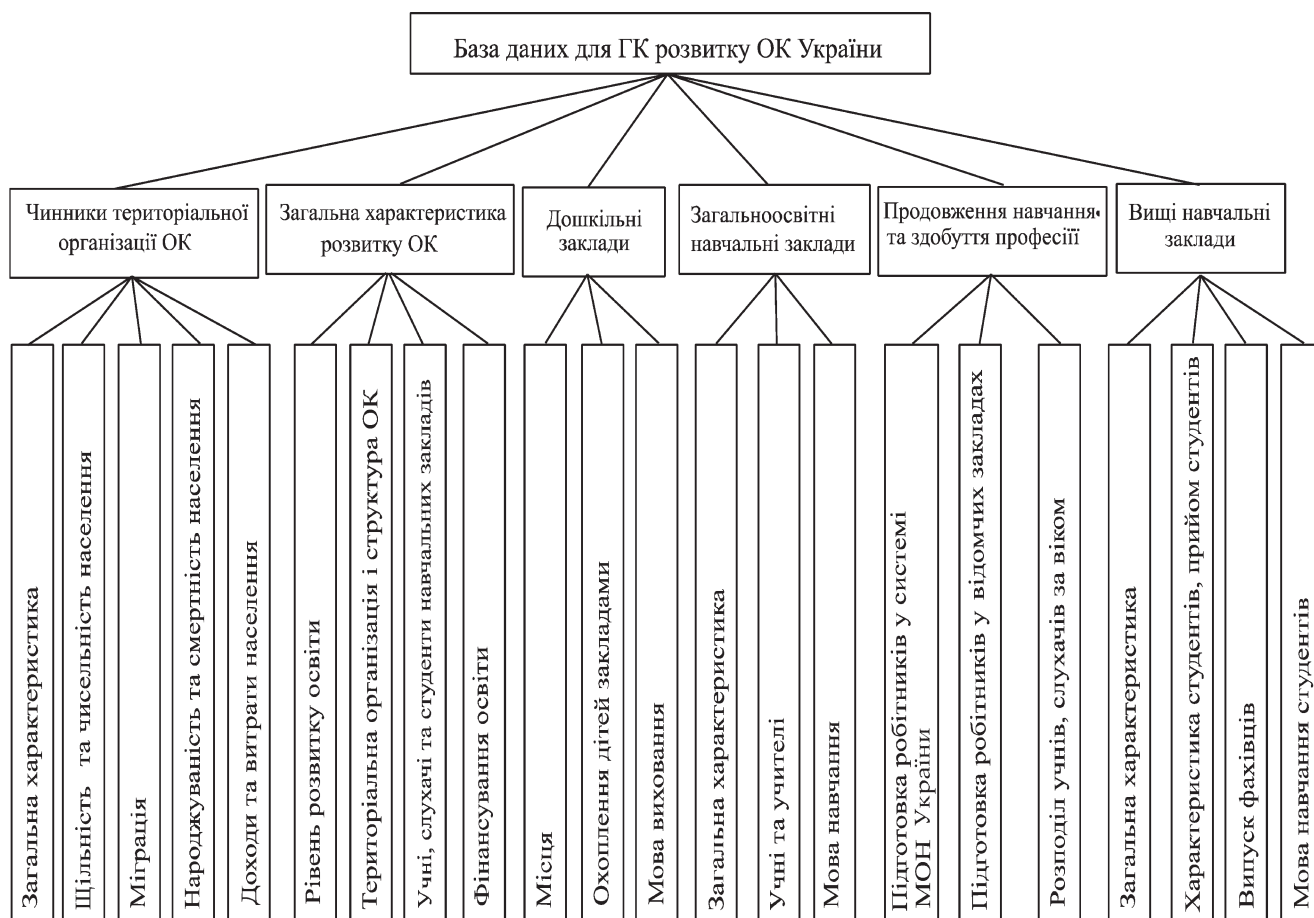 База даних для ГК розвитку ОК України
Чинники територіальної
організації ОК
Загальна характеристика
розвитку ОК
Дошкільні
заклади
Загальноосвітні
навчальні заклади
Продовження навчання
та здобуття професіїї
Вищі навчальні
заклади
Загальна характеристика
Щільність та чисельність населення
Міграція
Народжуваність та смертність населення
Доходи та витрати населення
Рівень розвитку освіти
Територіальна організація і структура ОК
Учні, слухачі та студенти навчальних закладів
Фінансування освіти
Місця
Охоплення дітей закладами
Мова виховання
Загальна характеристика
Учні та учителі
Мова навчання
Підготовка робітників у системі
МОН України
Підготовка робітників у відомчих закладах
Розподіл учнів, слухачів за віком
Загальна характеристика
Характеристика студентів, прийом студентів
Випуск фахівців
Мова навчання студентів